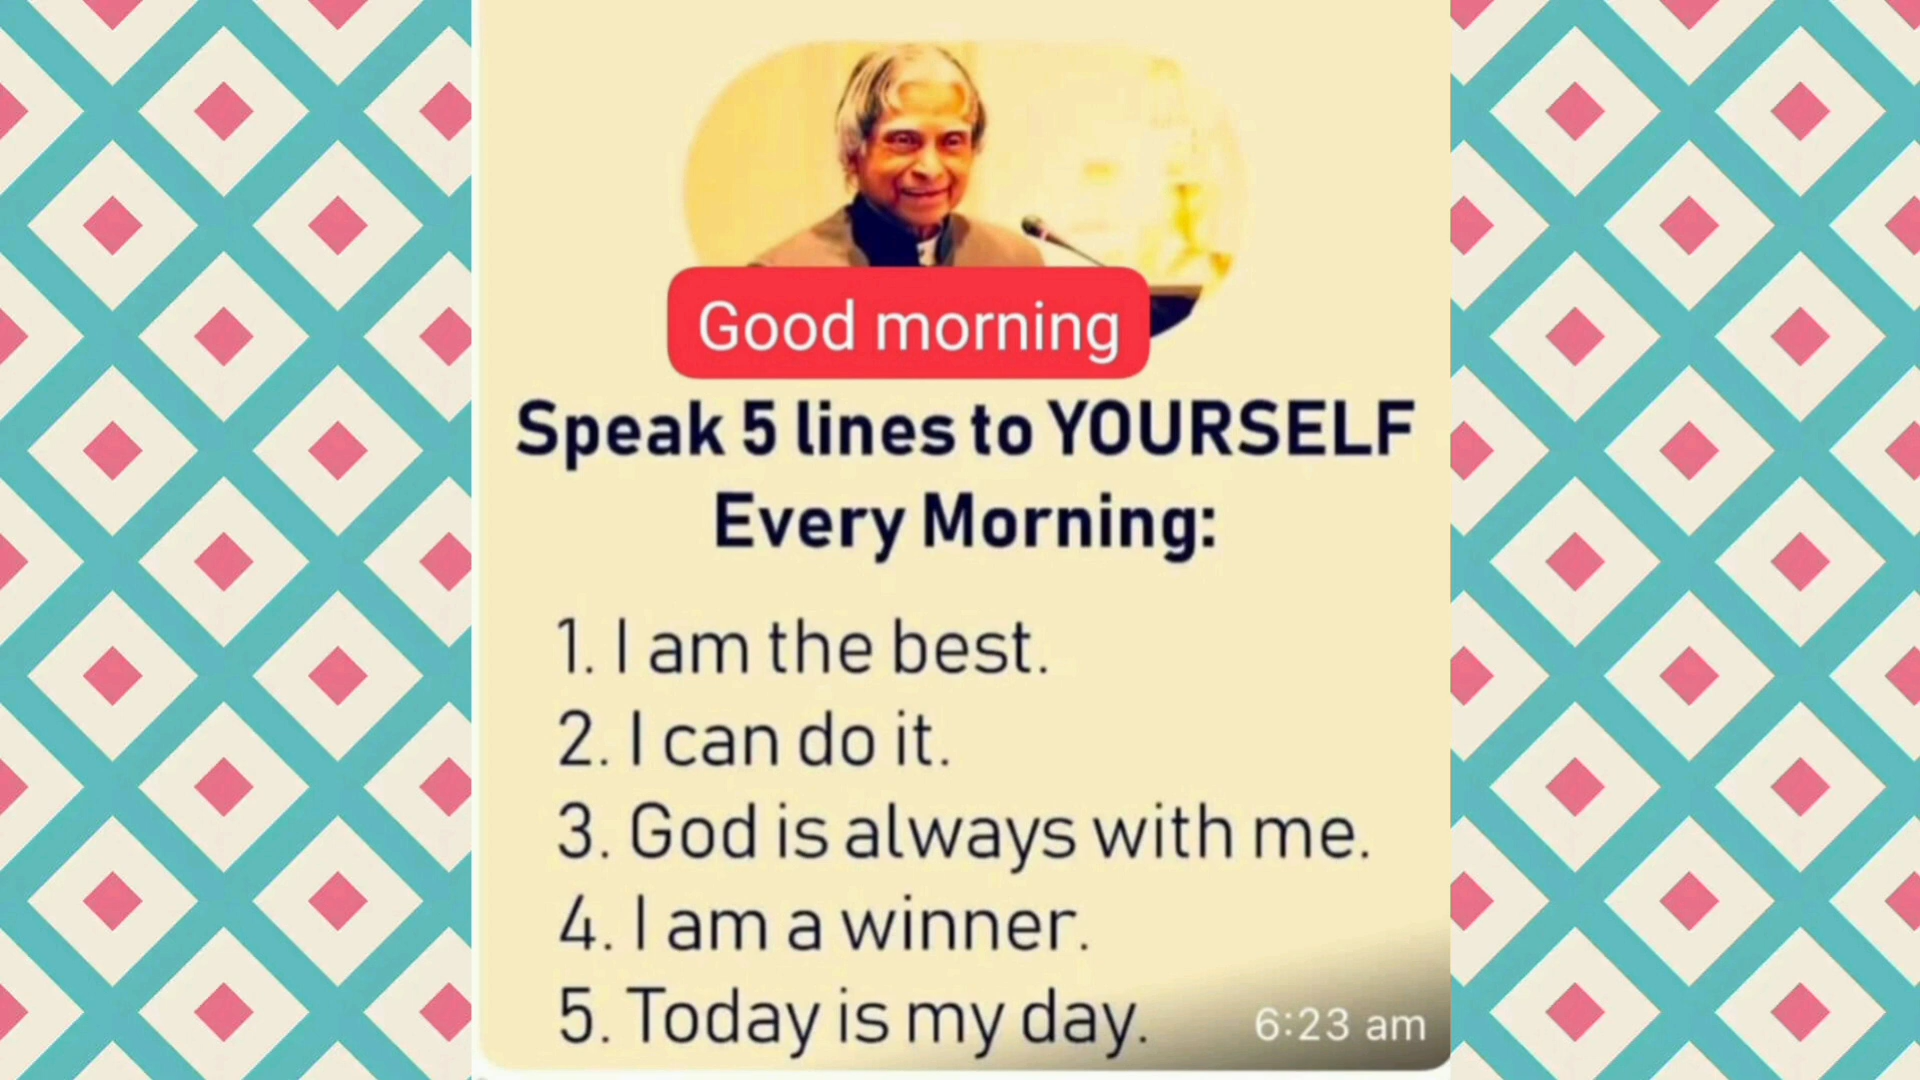 Good morning
Speak 5 lines to YOURSELF
Every Morning:
1. I am the best.
2. I can do it.
3. God is always with me.
4. I am a winner.
5. Today is my day.
6:23 am